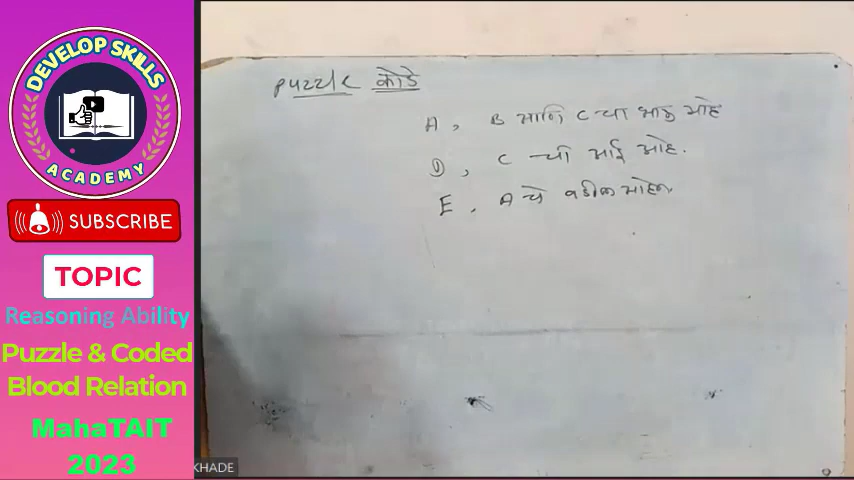 DEVELOP SKILLS
ACADEMY
SUBSCRIBE
TOPIC
Reasoning Ability
Puzzle & Coded
Blood Relation
MahaTAIT
2023
Puzzle कोडे
A, B आणि C चा भाऊ आहे
D, C ची आई आहे.
E, A चे वडील आहेत
KHADE